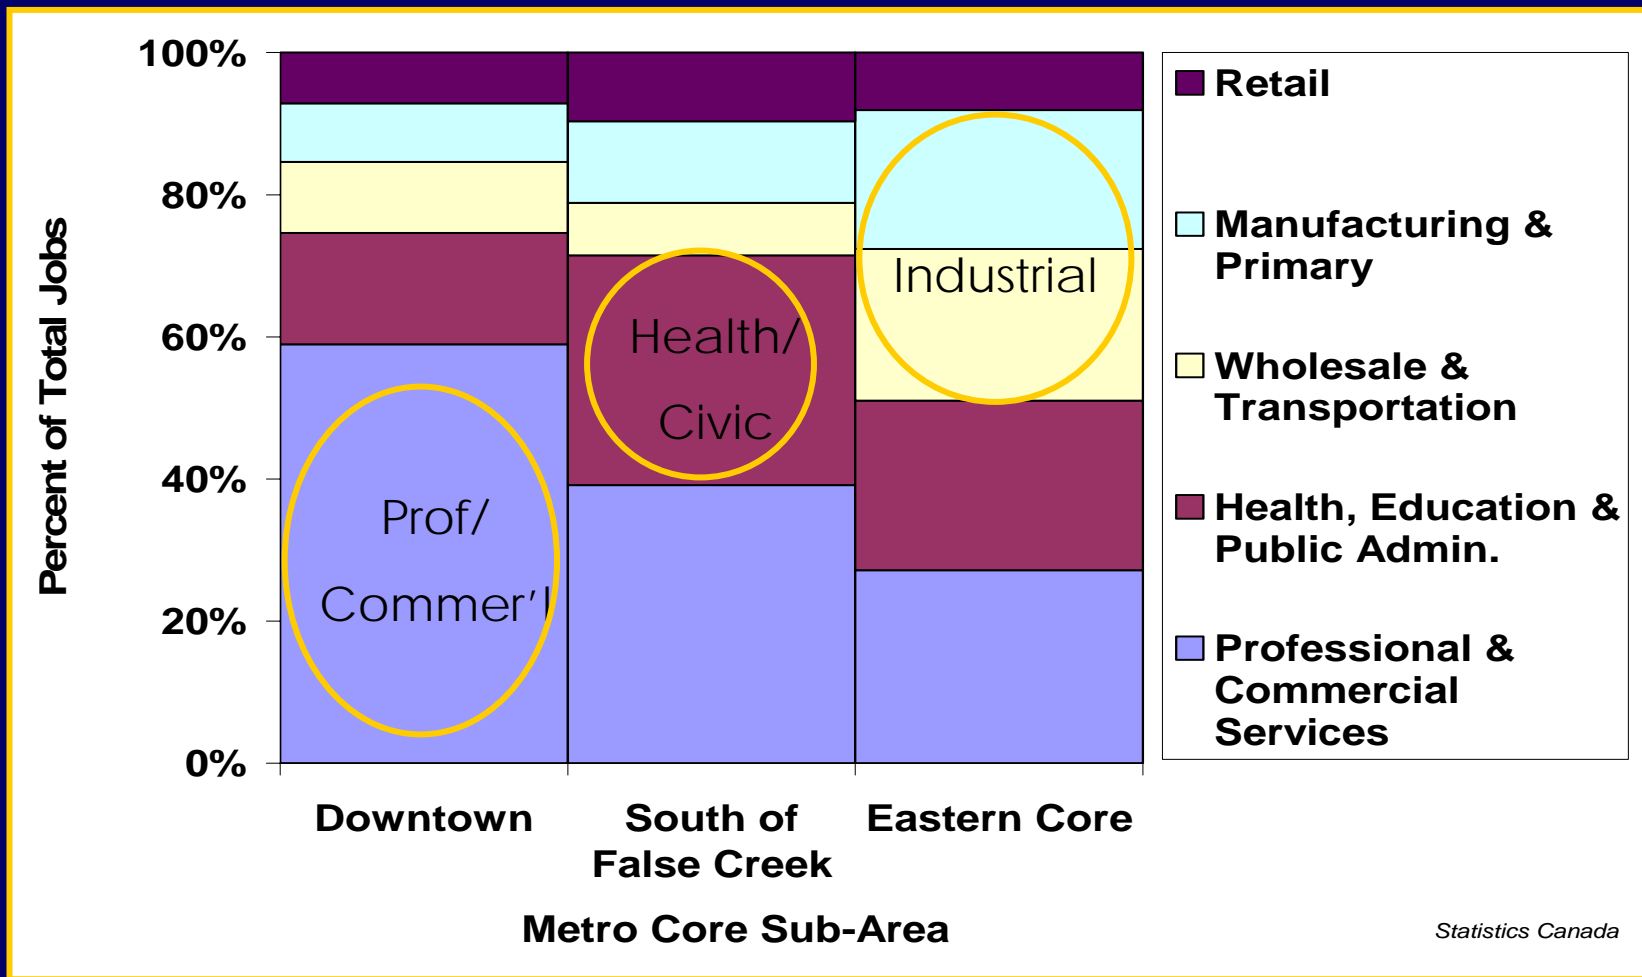 100%
80%
60%
40%
20%
0%
Percent of Total Jobs
Prof/
Commer'l
Health/
Civic
Industrial
Downtown
South of
False Creek
Eastern Core
Metro Core Sub-Area
Retail
Manufacturing &
Primary
Wholesale &
Transportation
Health, Education &
Public Admin.
Professional &
Commercial
Services
Statistics Canada